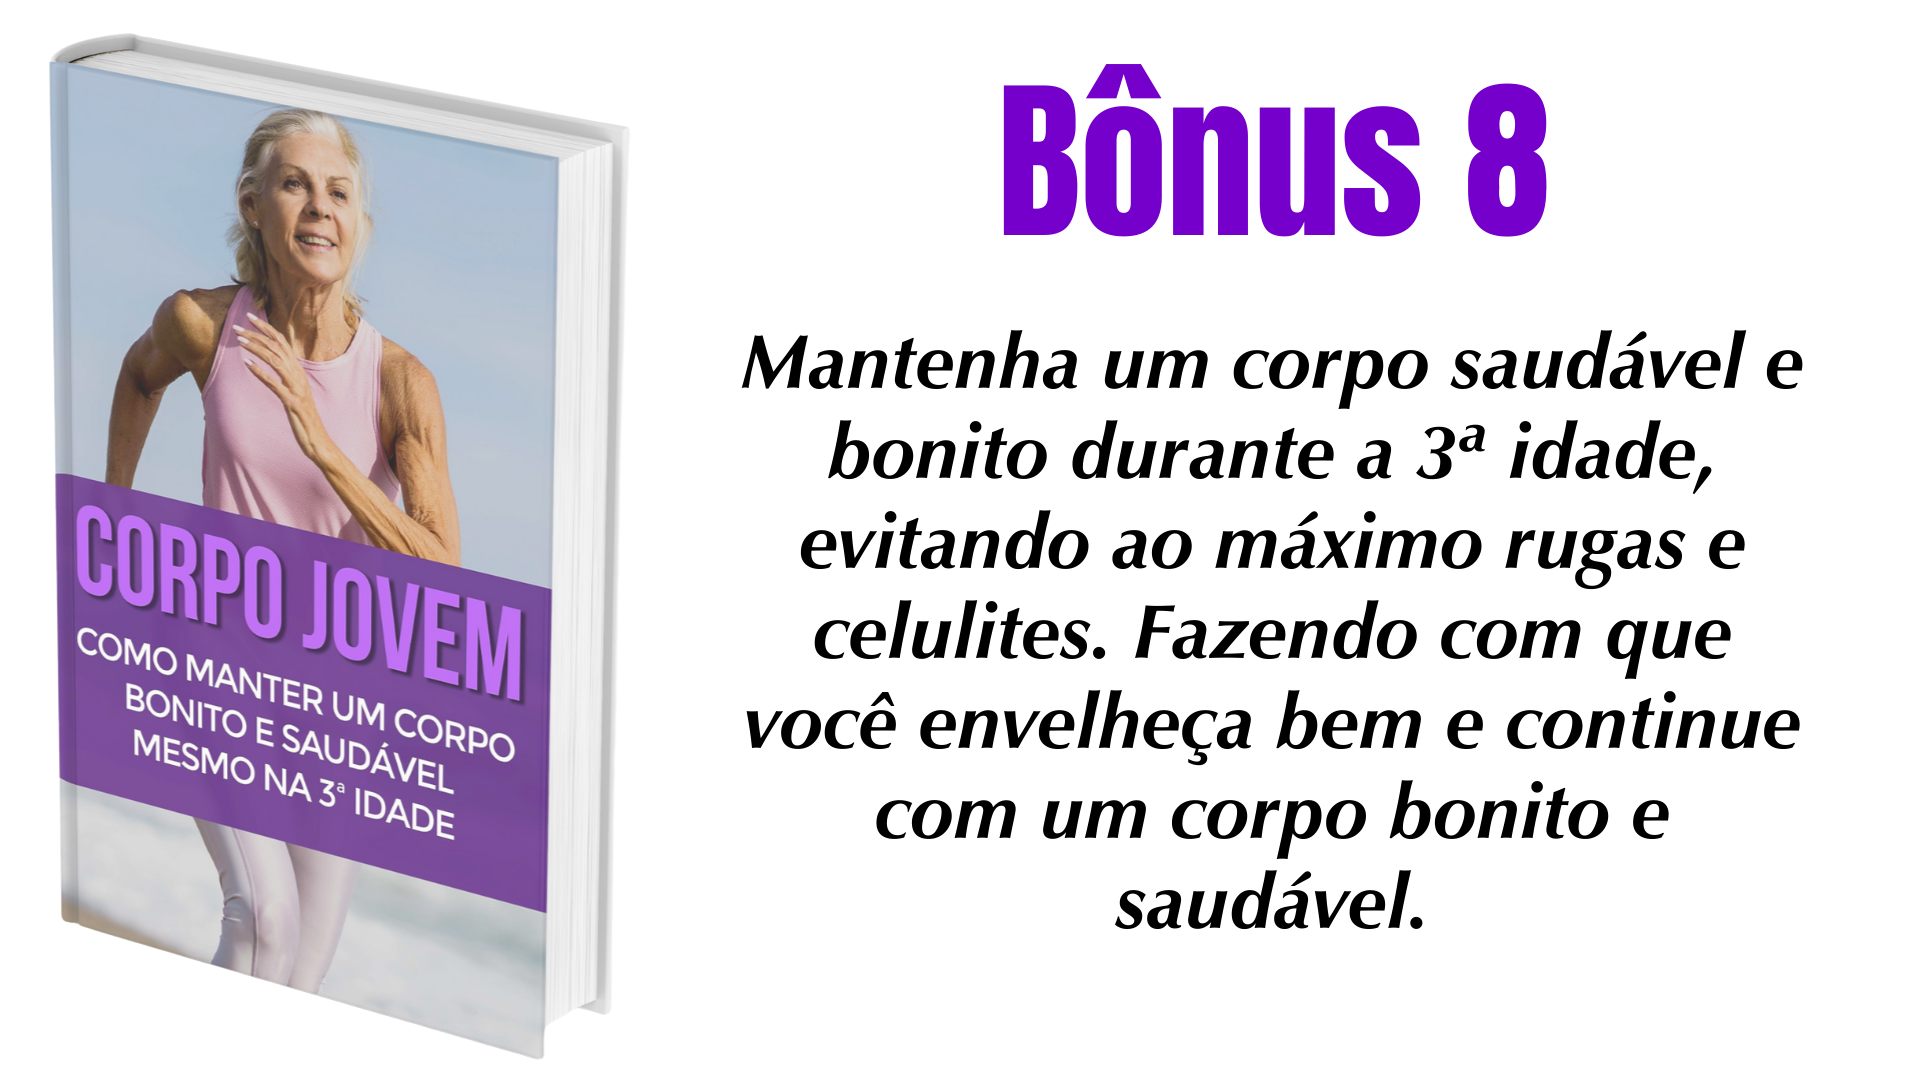 CORPO JOVEM
COMO MANTER UM CORPO
BONITO E SAUDÁVEL
MESMO NA 3ª IDADE
Bônus 8
Mantenha um corpo saudável e
bonito durante a 3ª idade,
evitando ao máximo rugas e
celulites. Fazendo com que
você envelheça bem e continue
com um corpo bonito e
saudável.